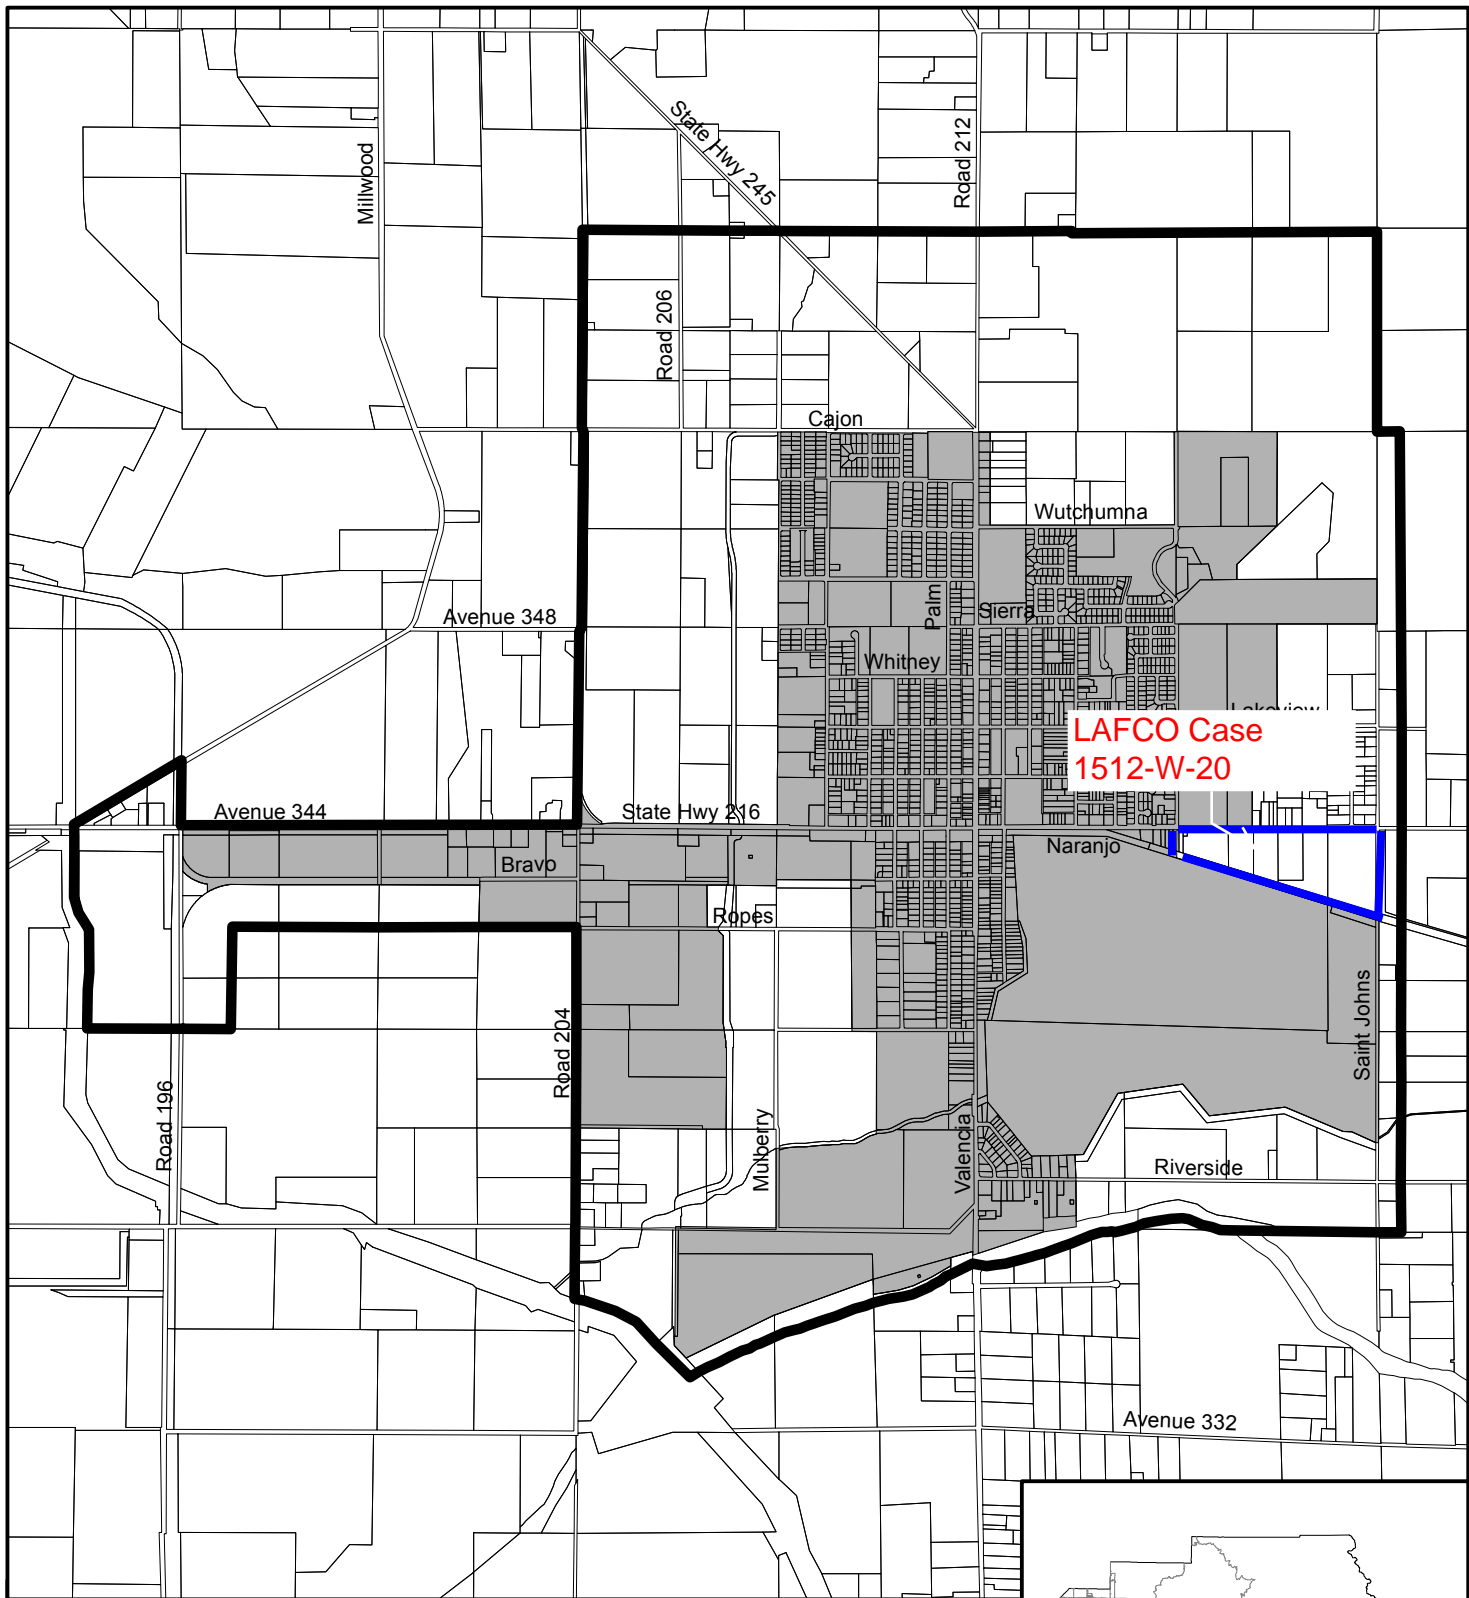 State Hwy 245
Road 212
Millwood
Road 206
Cajon
Wutchumna
Avenue 348
Palm
Sierra
Whitney
Lakeview
LAFCO Case
1512-W-20
Avenue 344
State Hwy 216
Naranjo
Bravo
Ropes
Saint Johns
Road 204
Road 196
Mulberry
Valencia
Riverside
Avenue 332